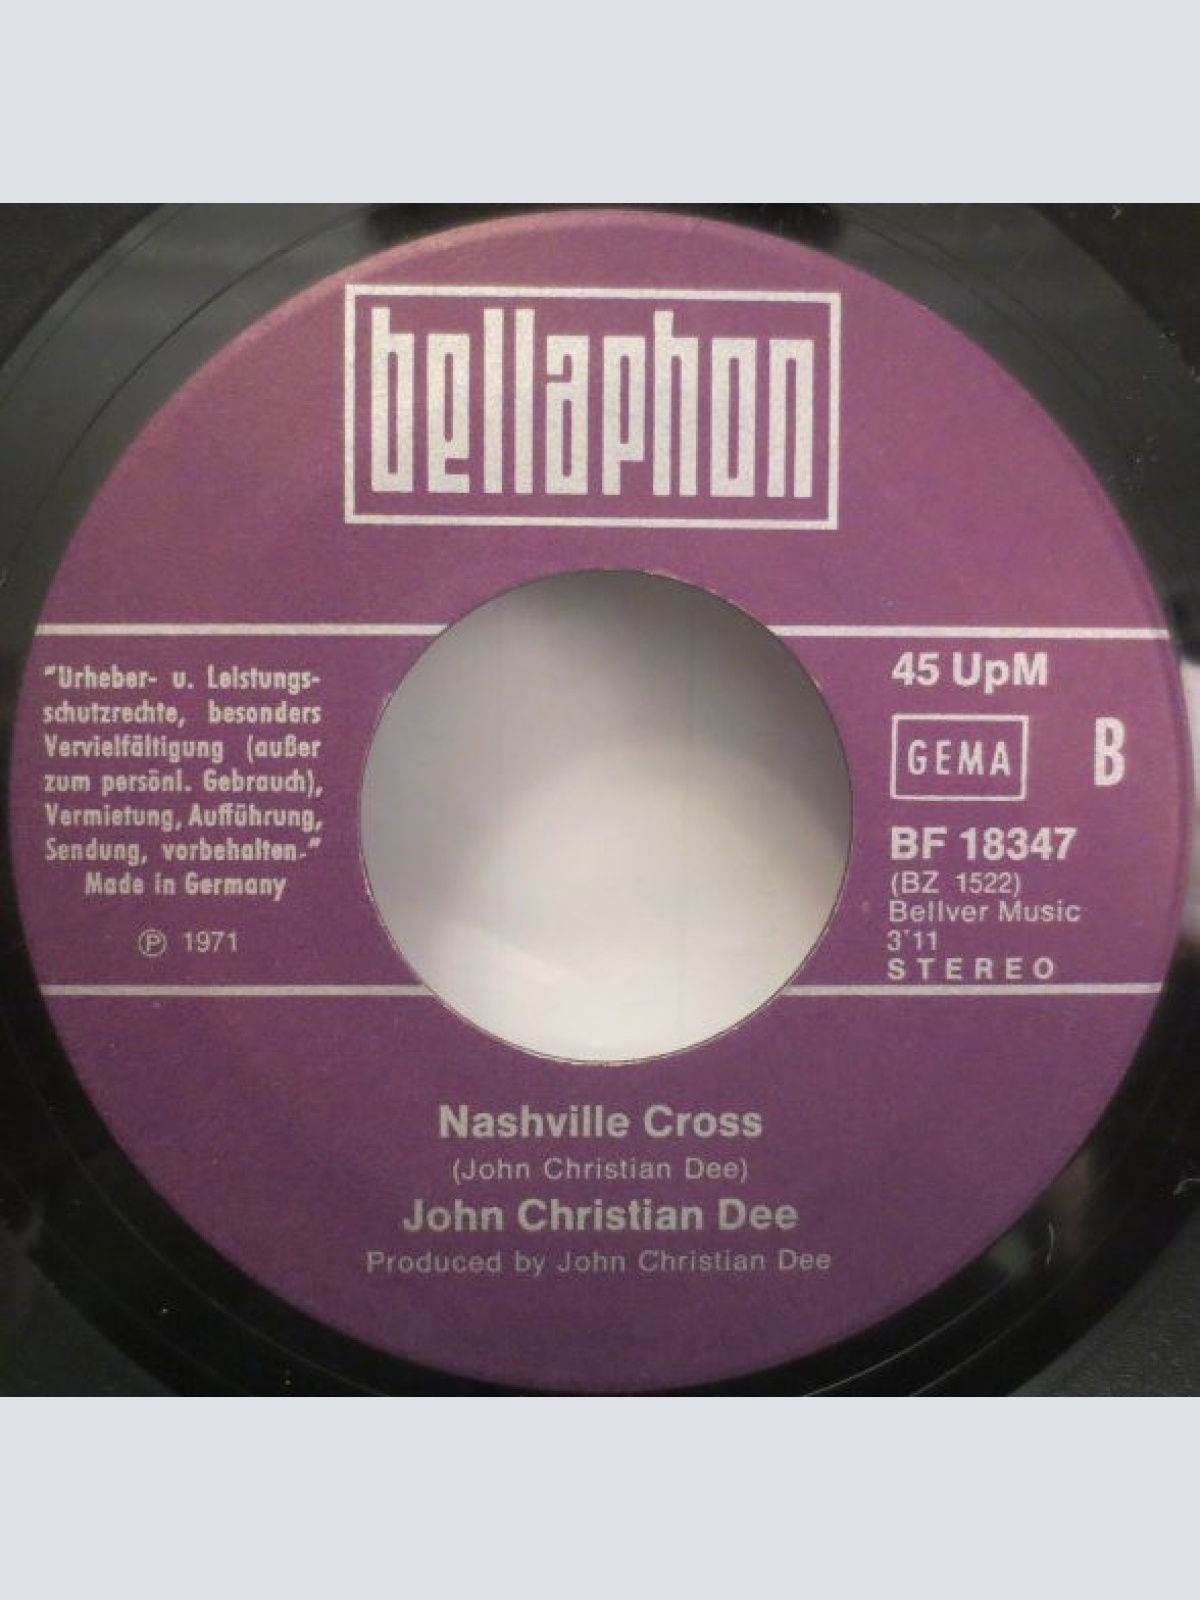 bellaphon
"Urheber- u. Leistungs-
schutzrechte, besonders
Vervielfältigung (außer
zum persönl. Gebrauch),
Vermietung, Aufführung,
Sendung, vorbehalten."
Made in Germany
℗ 1971
45 UpM
GEMA
B
BF 18347
(BZ 1522)
Bellver Music
3'11
STEREO
Nashville Cross
(John Christian Dee)
John Christian Dee
Produced by John Christian Dee